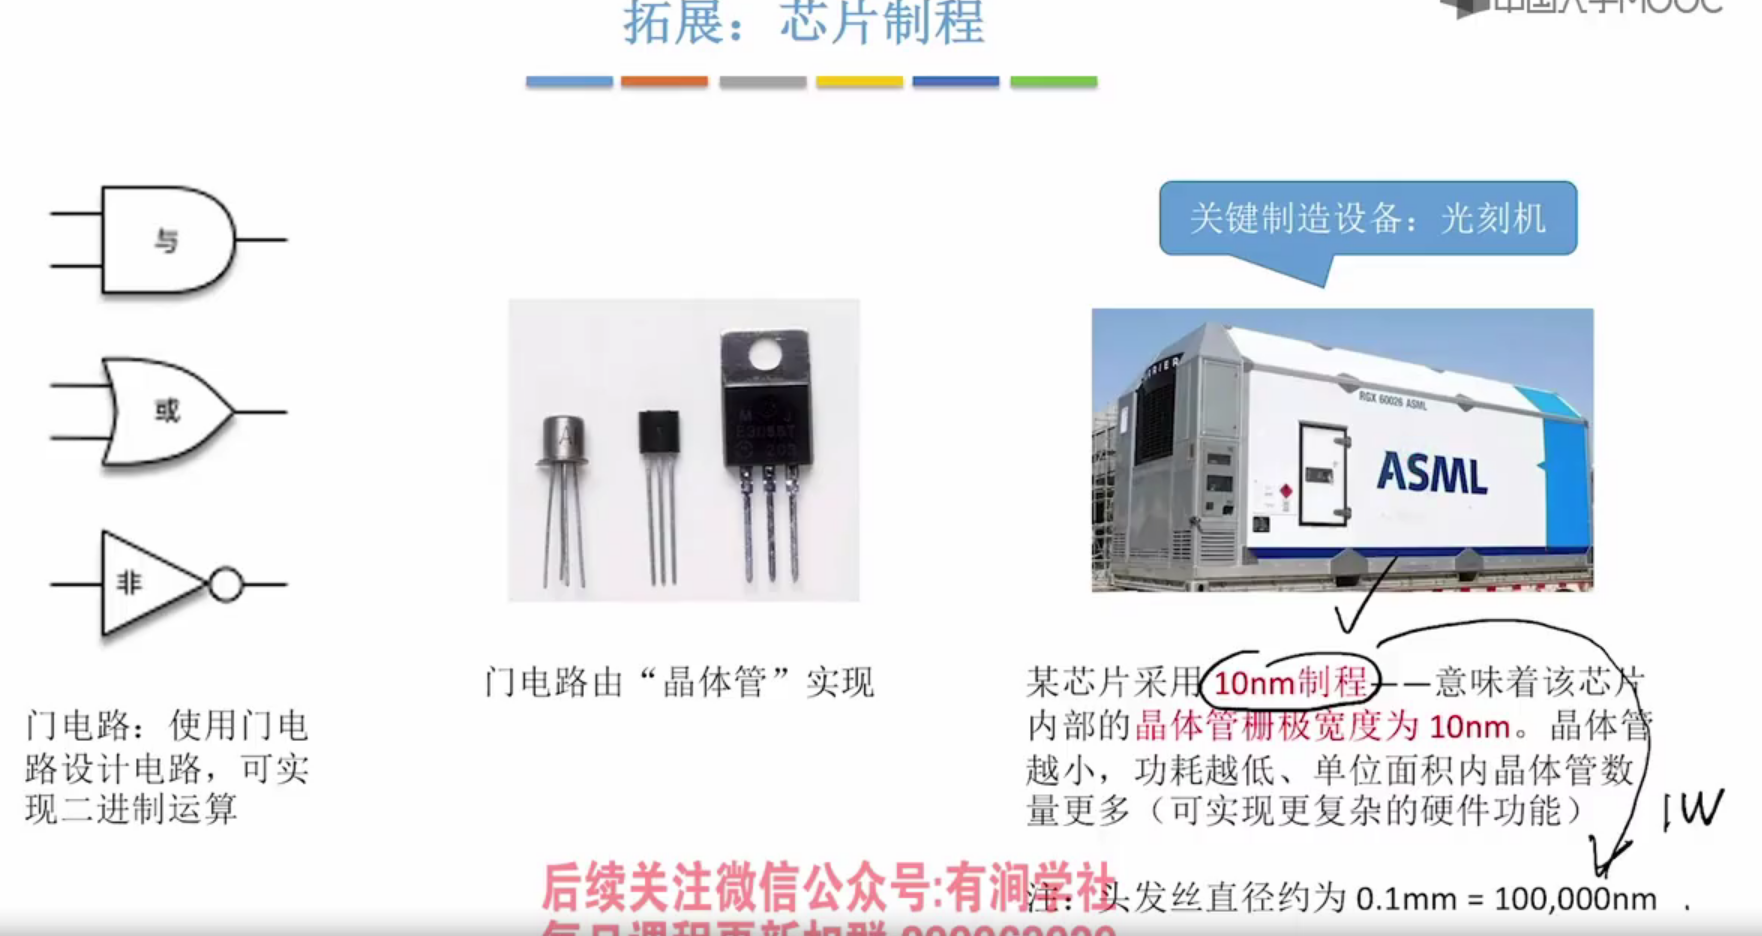 拓展：芯片制程
中国大学MOOC
与
或
非
门电路：使用门电
路设计电路，可实
现二进制运算
A
M J
门电路由“晶体管”实现
关键制造设备：光刻机
RGX 60026 ASML
ASML
某芯片采用10nm制程——意味着该芯片
内部的晶体管栅极宽度为 10nm。晶体管
越小，功耗越低、单位面积内晶体管数
量更多（可实现更复杂的硬件功能）
1W
注：头发丝直径约为 0.1mm = 100,000nm
后续关注微信公众号:有润学社